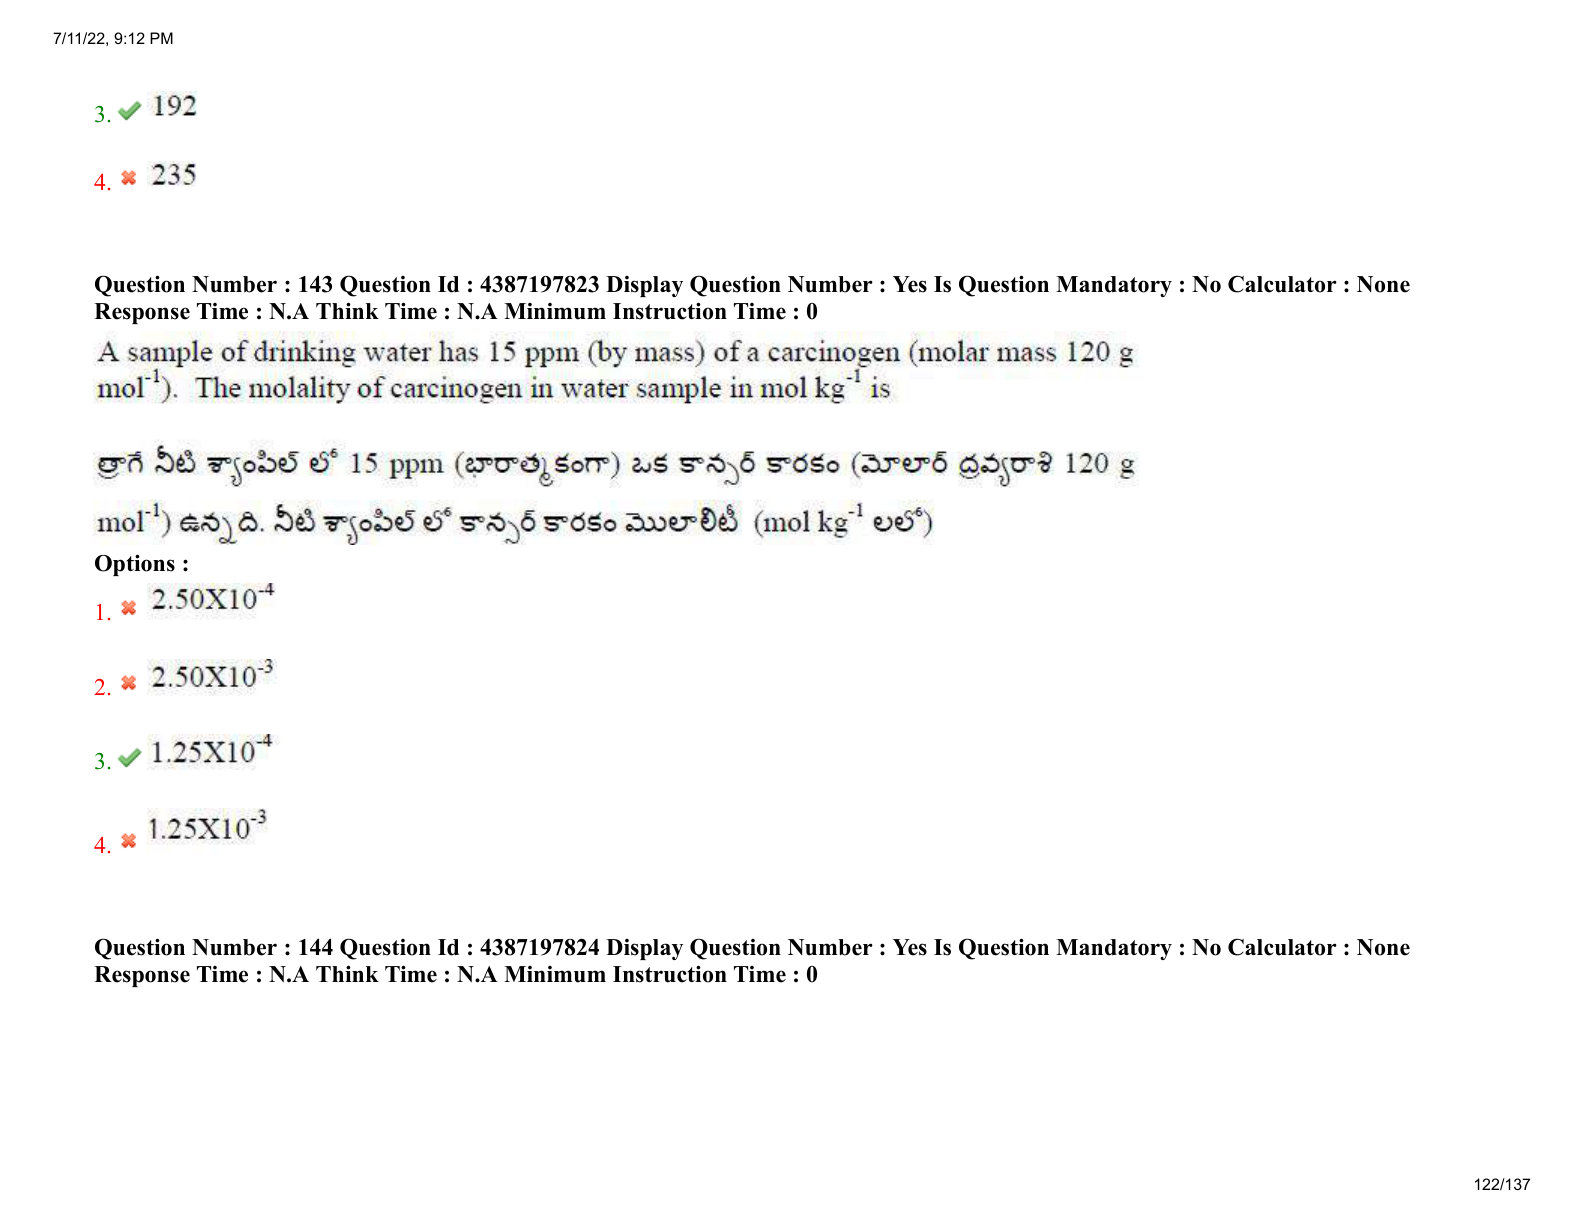 7/11/22, 9:12 PM
3. 192
4. 235
Question Number : 143 Question Id : 4387197823 Display Question Number : Yes Is Question Mandatory : No Calculator : None
Response Time : N.A Think Time : N.A Minimum Instruction Time : 0
A sample of drinking water has 15 ppm (by mass) of a carcinogen (molar mass 120 g
mol⁻¹). The molality of carcinogen in water sample in mol kg⁻¹ is
త్రాగే నీటి శ్యాంపిల్ లో 15 ppm (భారాత్మకంగా) ఒక కాన్సర్ కారకం (మోలార్ ద్రవ్యరాశి 120 g
mol⁻¹) ఉన్నది. నీటి శ్యాంపిల్ లో కాన్సర్ కారకం మొలాలిటీ (mol kg⁻¹ లలో)
Options :
1. 2.50X10⁻⁴
2. 2.50X10⁻³
3. 1.25X10⁻⁴
4. 1.25X10⁻³
Question Number : 144 Question Id : 4387197824 Display Question Number : Yes Is Question Mandatory : No Calculator : None
Response Time : N.A Think Time : N.A Minimum Instruction Time : 0
122/137